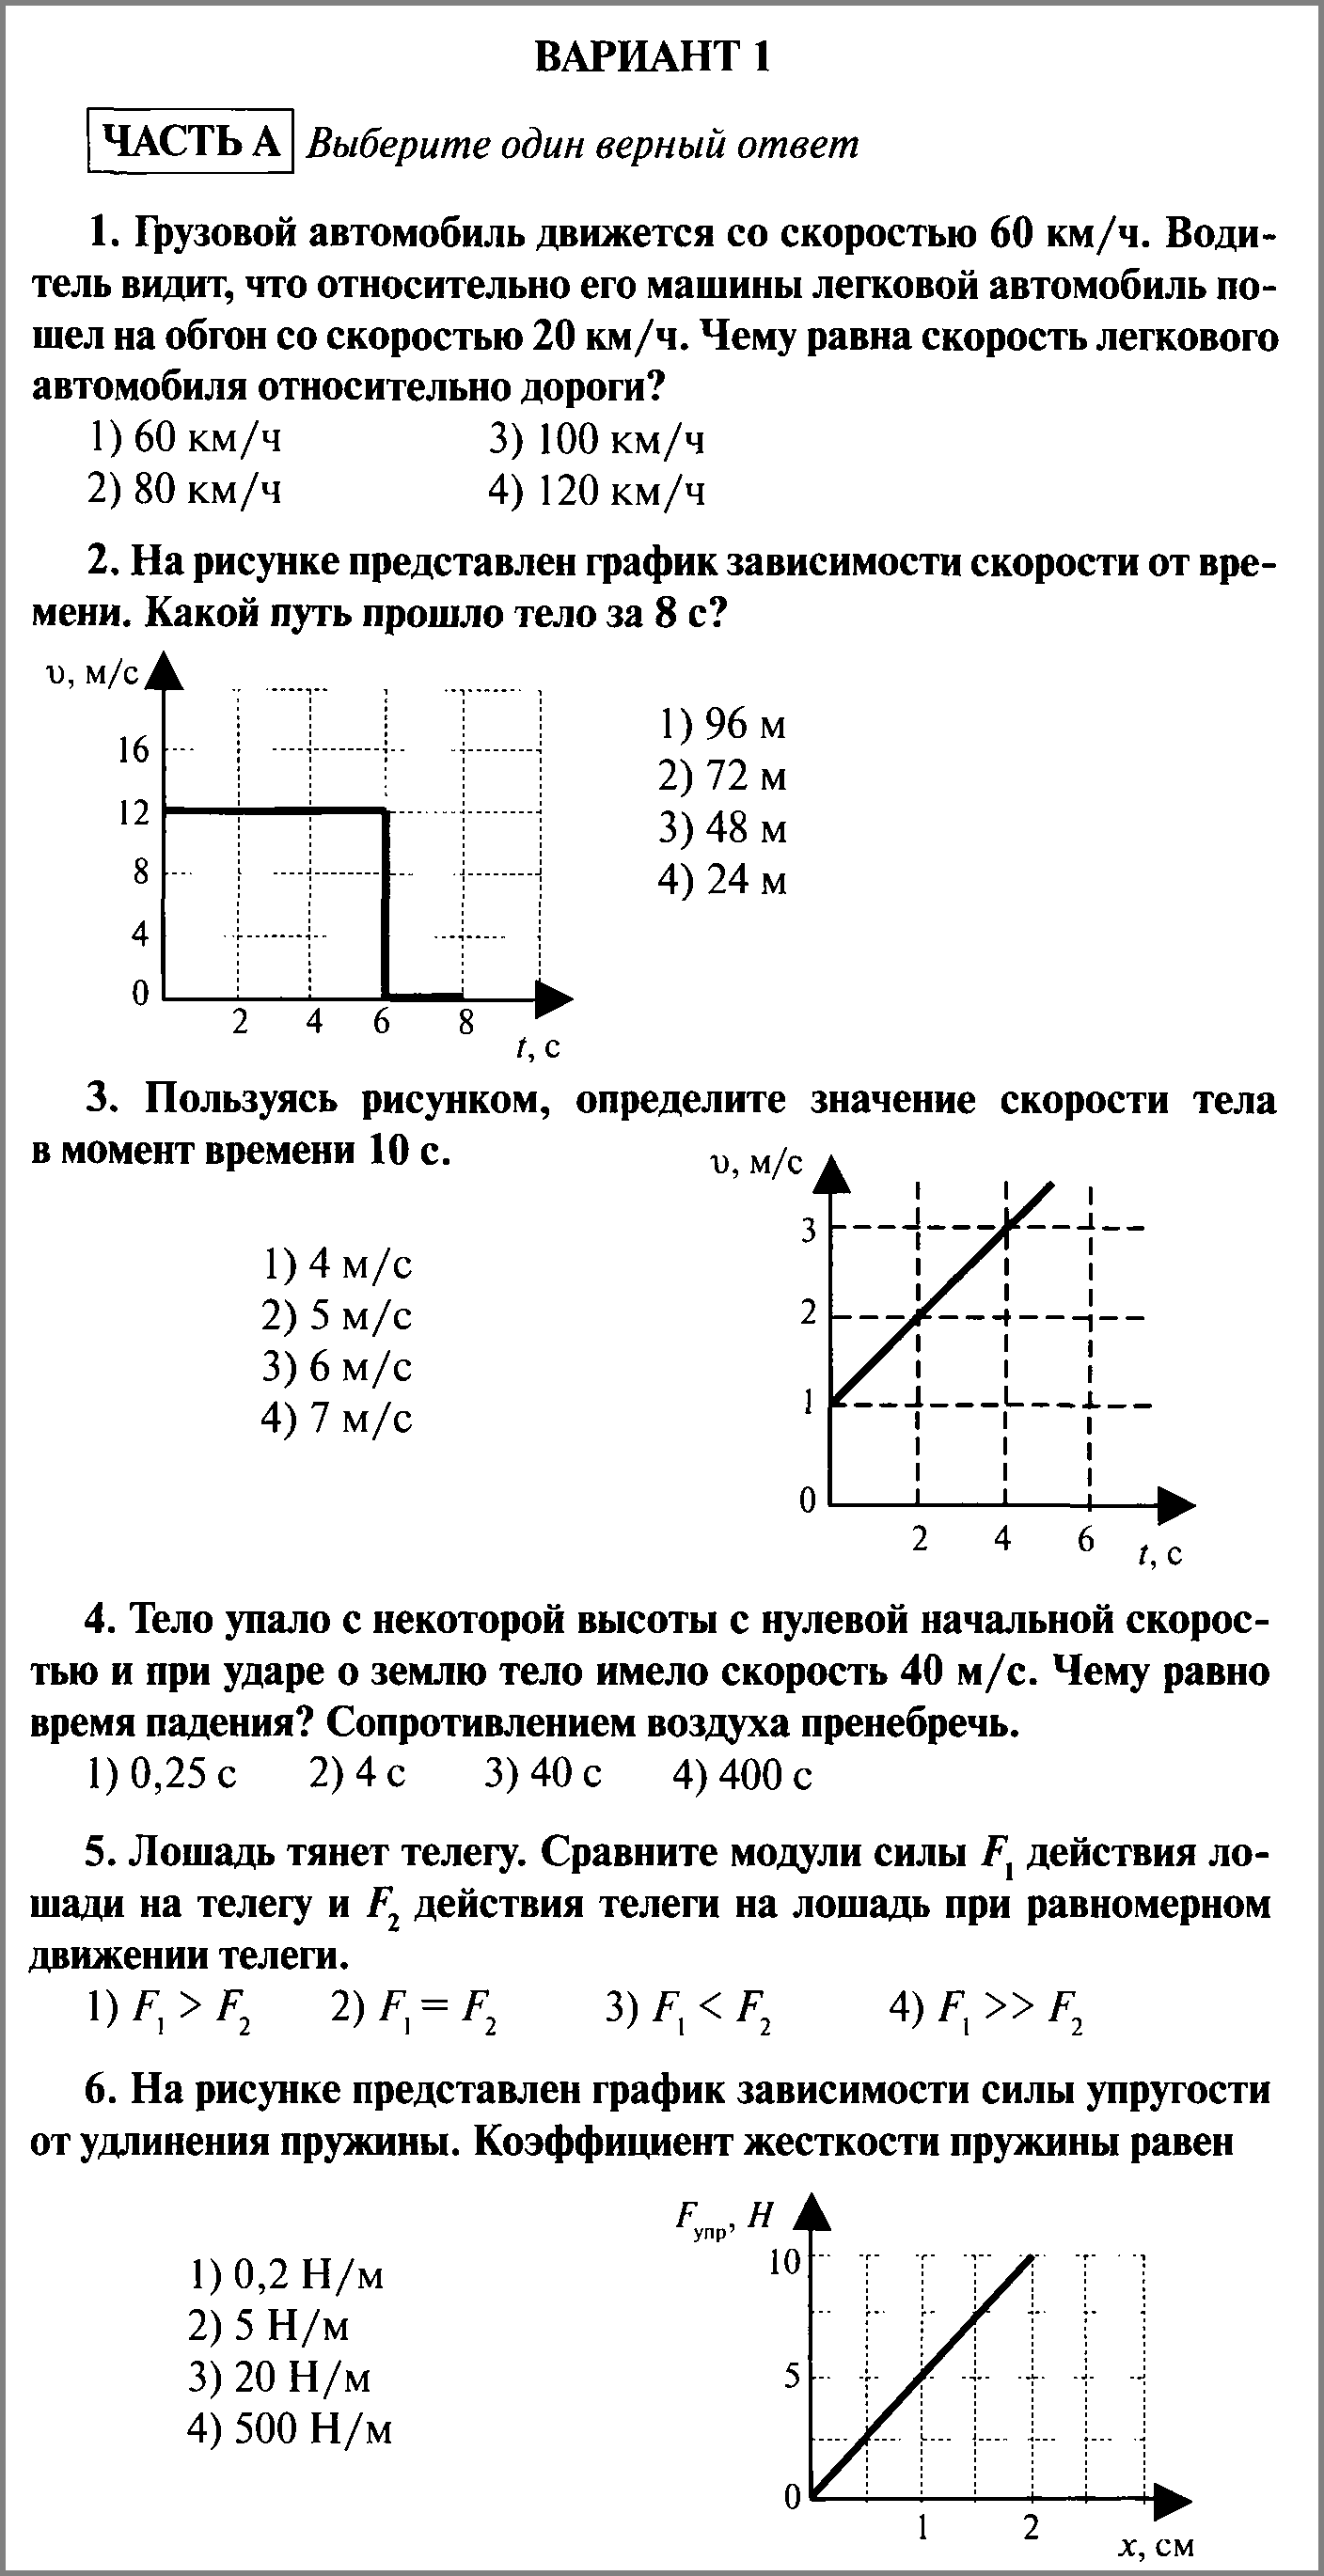 ВАРИАНТ 1
ЧАСТЬ А Выберите один верный ответ
1. Грузовой автомобиль движется со скоростью 60 км/ч. Води-
тель видит, что относительно его машины легковой автомобиль по-
шел на обгон со скоростью 20 км/ч. Чему равна скорость легкового
автомобиля относительно дороги?
1) 60 км/ч 3) 100 км/ч
2) 80 км/ч 4) 120 км/ч
2. На рисунке представлен график зависимости скорости от вре-
мени. Какой путь прошло тело за 8 с?
υ, м/с
16
12
8
4
0
2 4 6 8
t, с
1) 96 м
2) 72 м
3) 48 м
4) 24 м
3. Пользуясь рисунком, определите значение скорости тела
в момент времени 10 с.
1) 4 м/с
2) 5 м/с
3) 6 м/с
4) 7 м/с
υ, м/с
3
2
1
0
2 4 6
t, с
4. Тело упало с некоторой высоты с нулевой начальной скорос-
тью и при ударе о землю тело имело скорость 40 м/с. Чему равно
время падения? Сопротивлением воздуха пренебречь.
1) 0,25 с 2) 4 с 3) 40 с 4) 400 с
5. Лошадь тянет телегу. Сравните модули силы F₁ действия ло-
шади на телегу и F₂ действия телеги на лошадь при равномерном
движении телеги.
1) F₁ > F₂ 2) F₁ = F₂ 3) F₁ < F₂ 4) F₁ >> F₂
6. На рисунке представлен график зависимости силы упругости
от удлинения пружины. Коэффициент жесткости пружины равен
1) 0,2 Н/м
2) 5 Н/м
3) 20 Н/м
4) 500 Н/м
Fупр, Н
10
5
0
1 2
x, см